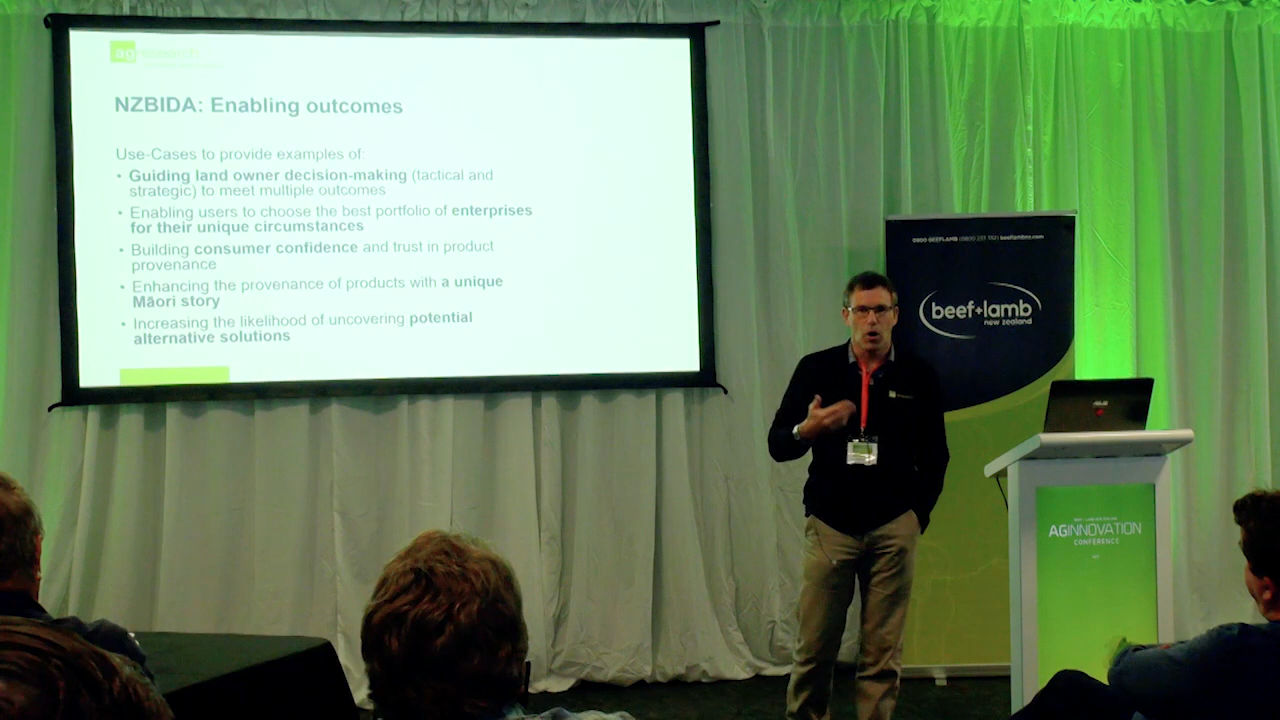 agresearch
NZBIDA: Enabling outcomes
Use-Cases to provide examples of:
• Guiding land owner decision-making (tactical and
strategic) to meet multiple outcomes
• Enabling users to choose the best portfolio of enterprises
for their unique circumstances
• Building consumer confidence and trust in product
provenance
• Enhancing the provenance of products with a unique
Māori story
• Increasing the likelihood of uncovering potential
alternative solutions
beef+lamb
new zealand
ASUS
AGINNOVATION
CONFERENCE